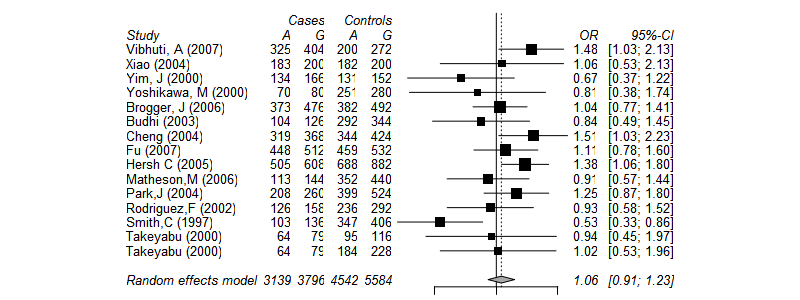 Cases Controls
Study A G A G OR 95%-CI
Vibhuti, A (2007) 325 404 200 272 1.48 [1.03; 2.13]
Xiao (2004) 183 200 182 200 1.06 [0.53; 2.13]
Yim, J (2000) 134 166 131 152 0.67 [0.37; 1.22]
Yoshikawa, M (2000) 70 80 251 280 0.81 [0.38; 1.74]
Brogger, J (2006) 373 476 382 492 1.04 [0.77; 1.41]
Budhi (2003) 104 126 292 344 0.84 [0.49; 1.45]
Cheng (2004) 319 368 344 424 1.51 [1.03; 2.23]
Fu (2007) 448 512 459 532 1.11 [0.78; 1.60]
Hersh C (2005) 505 608 688 882 1.38 [1.06; 1.80]
Matheson,M (2006) 113 144 352 440 0.91 [0.57; 1.44]
Park,J (2004) 208 260 399 524 1.25 [0.87; 1.80]
Rodriguez,F (2002) 126 158 236 292 0.93 [0.58; 1.52]
Smith,C (1997) 103 136 347 406 0.53 [0.33; 0.86]
Takeyabu (2000) 64 79 95 116 0.94 [0.45; 1.97]
Takeyabu (2000) 64 79 184 228 1.02 [0.53; 1.96]
Random effects model 3139 3796 4542 5584 1.06 [0.91; 1.23]